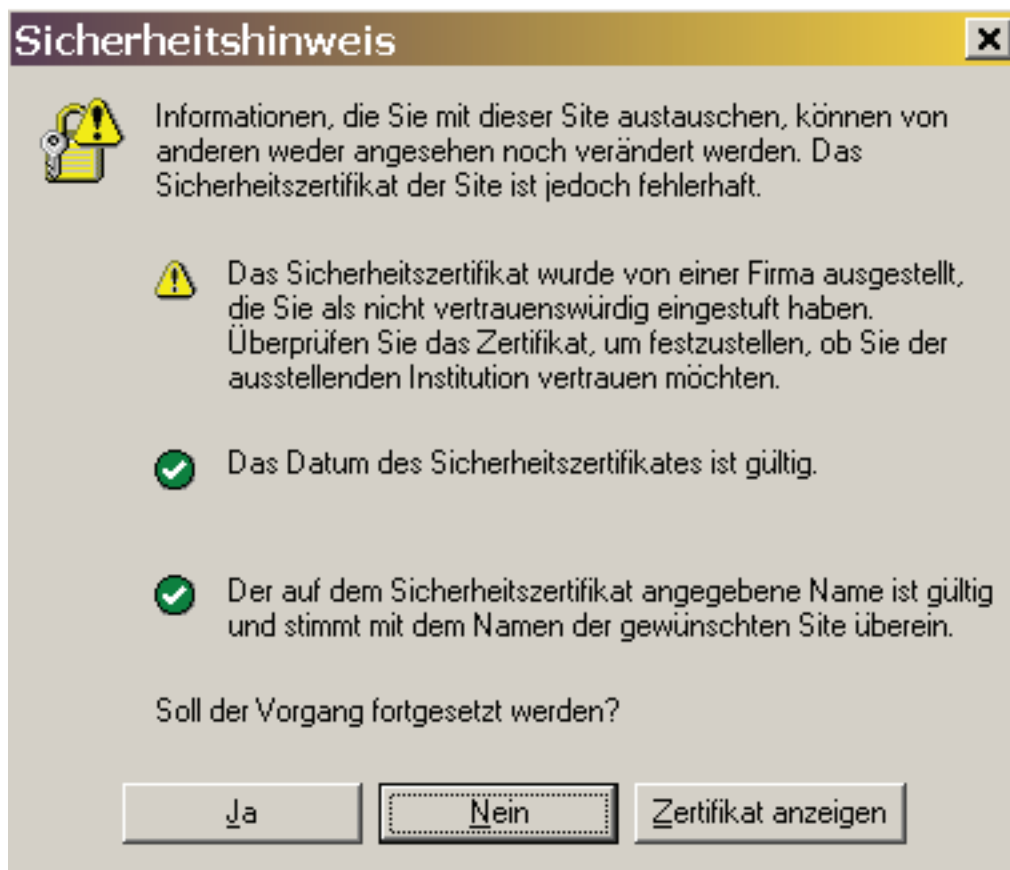 Sicherheitshinweis
Informationen, die Sie mit dieser Site austauschen, können von
anderen weder angesehen noch verändert werden. Das
Sicherheitszertifikat der Site ist jedoch fehlerhaft.
Das Sicherheitszertifikat wurde von einer Firma ausgestellt,
die Sie als nicht vertrauenswürdig eingestuft haben.
Überprüfen Sie das Zertifikat, um festzustellen, ob Sie der
ausstellenden Institution vertrauen möchten.
Das Datum des Sicherheitszertifikates ist gültig.
Der auf dem Sicherheitszertifikat angegebene Name ist gültig
und stimmt mit dem Namen der gewünschten Site überein.
Soll der Vorgang fortgesetzt werden?
Ja Nein Zertifikat anzeigen